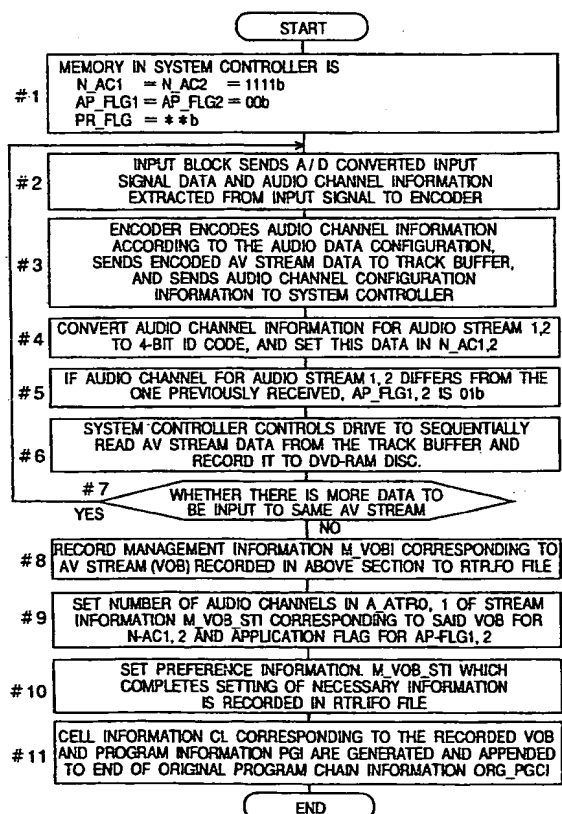 START
#1
MEMORY IN SYSTEM CONTROLLER IS
N_AC1 = N_AC2 = 1111b
AP_FLG1 = AP_FLG2 = 00b
PR_FLG = **b
#2
INPUT BLOCK SENDS A/D CONVERTED INPUT
SIGNAL DATA AND AUDIO CHANNEL INFORMATION
EXTRACTED FROM INPUT SIGNAL TO ENCODER
#3
ENCODER ENCODES AUDIO CHANNEL INFORMATION
ACCORDING TO THE AUDIO DATA CONFIGURATION,
SENDS ENCODED AV STREAM DATA TO TRACK BUFFER,
AND SENDS AUDIO CHANNEL CONFIGURATION
INFORMATION TO SYSTEM CONTROLLER
#4
CONVERT AUDIO CHANNEL INFORMATION FOR AUDIO STREAM 1,2
TO 4-BIT ID CODE, AND SET THIS DATA IN N_AC1,2
#5
IF AUDIO CHANNEL FOR AUDIO STREAM 1,2 DIFFERS FROM THE
ONE PREVIOUSLY RECEIVED, AP_FLG1,2 IS 01b
#6
SYSTEM CONTROLLER CONTROLS DRIVE TO SEQUENTIALLY
READ AV STREAM DATA FROM THE TRACK BUFFER AND
RECORD IT TO DVD-RAM DISC.
#7
YES
WHETHER THERE IS MORE DATA TO
BE INPUT TO SAME AV STREAM
NO
#8
RECORD MANAGEMENT INFORMATION M_VOBI CORRESPONDING TO
AV STREAM (VOB) RECORDED IN ABOVE SECTION TO RTR.FO FILE
#9
SET NUMBER OF AUDIO CHANNELS IN A_ATR0, 1 OF STREAM
INFORMATION M_VOB_STI CORRESPONDING TO SAID VOB FOR
N-AC1, 2 AND APPLICATION FLAG FOR AP-FLG1, 2
#10
SET PREFERENCE INFORMATION. M_VOB_STI WHICH
COMPLETES SETTING OF NECESSARY INFORMATION
IS RECORDED IN RTR.IFO FILE
#11
CELL INFORMATION CL CORRESPONDING TO THE RECORDED VOB
AND PROGRAM INFORMATION PGI ARE GENERATED AND APPENDED
TO END OF ORIGINAL PROGRAM CHAIN INFORMATION ORG_PGCI
END